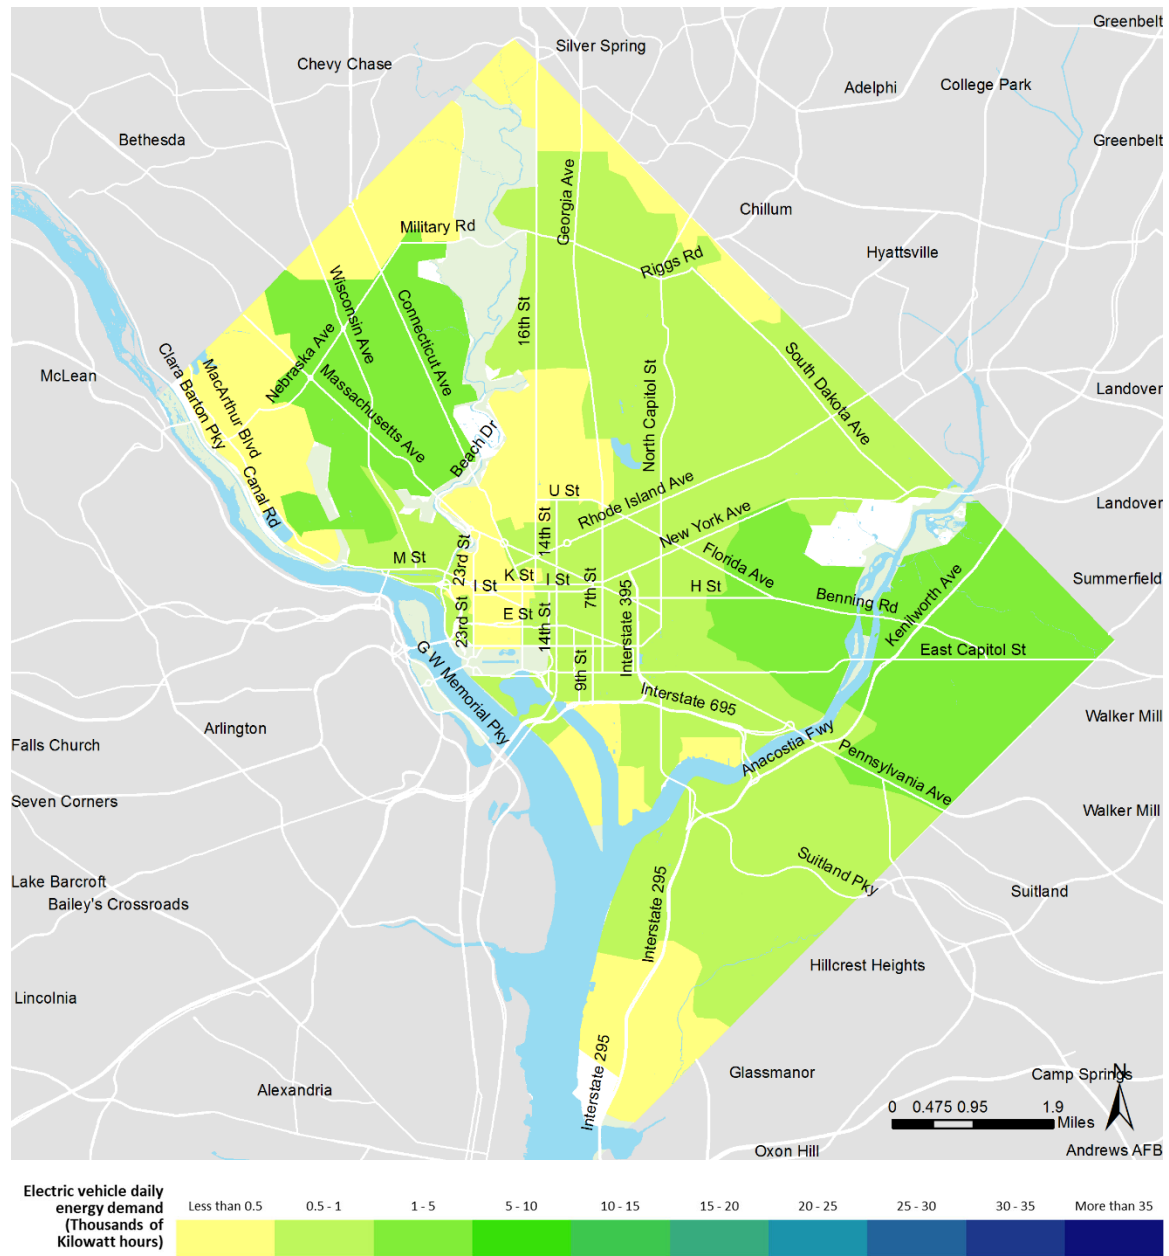 Greenbelt
Silver Spring
Chevy Chase
Adelphi
College Park
Bethesda
Greenbelt
Georgia Ave
Chillum
Military Rd
Hyattsville
Riggs Rd
Wisconsin Ave
Connecticut Ave
16th St
Nebraska Ave
North Capitol St
South Dakota Ave
McLean
Clara Barton Pky
MacArthur Blvd
Massachusetts Ave
Landover
Beach Dr
Canal Rd
U St
Rhode Island Ave
Landover
14th St
New York Ave
M St
23rd St
K St
I St
I St
7th St
Florida Ave
H St
Summerfield
Benning Rd
Kenilworth Ave
23rd St
E St
14th St
Interstate 395
East Capitol St
9th St
G W Memorial Pky
Interstate 695
Arlington
Walker Mill
Falls Church
Anacostia Fwy
Pennsylvania Ave
Seven Corners
Walker Mill
Lake Barcroft
Bailey's Crossroads
Suitland Pky
Suitland
Interstate 295
Hillcrest Heights
Lincolnia
Glassmanor
Camp Springs
N
Alexandria
Interstate 295
0 0.475 0.95 1.9
Miles
Oxon Hill
Andrews AFB
Electric vehicle daily
energy demand
(Thousands of
Kilowatt hours)
Less than 0.5 0.5 - 1 1 - 5 5 - 10 10 - 15 15 - 20 20 - 25 25 - 30 30 - 35 More than 35